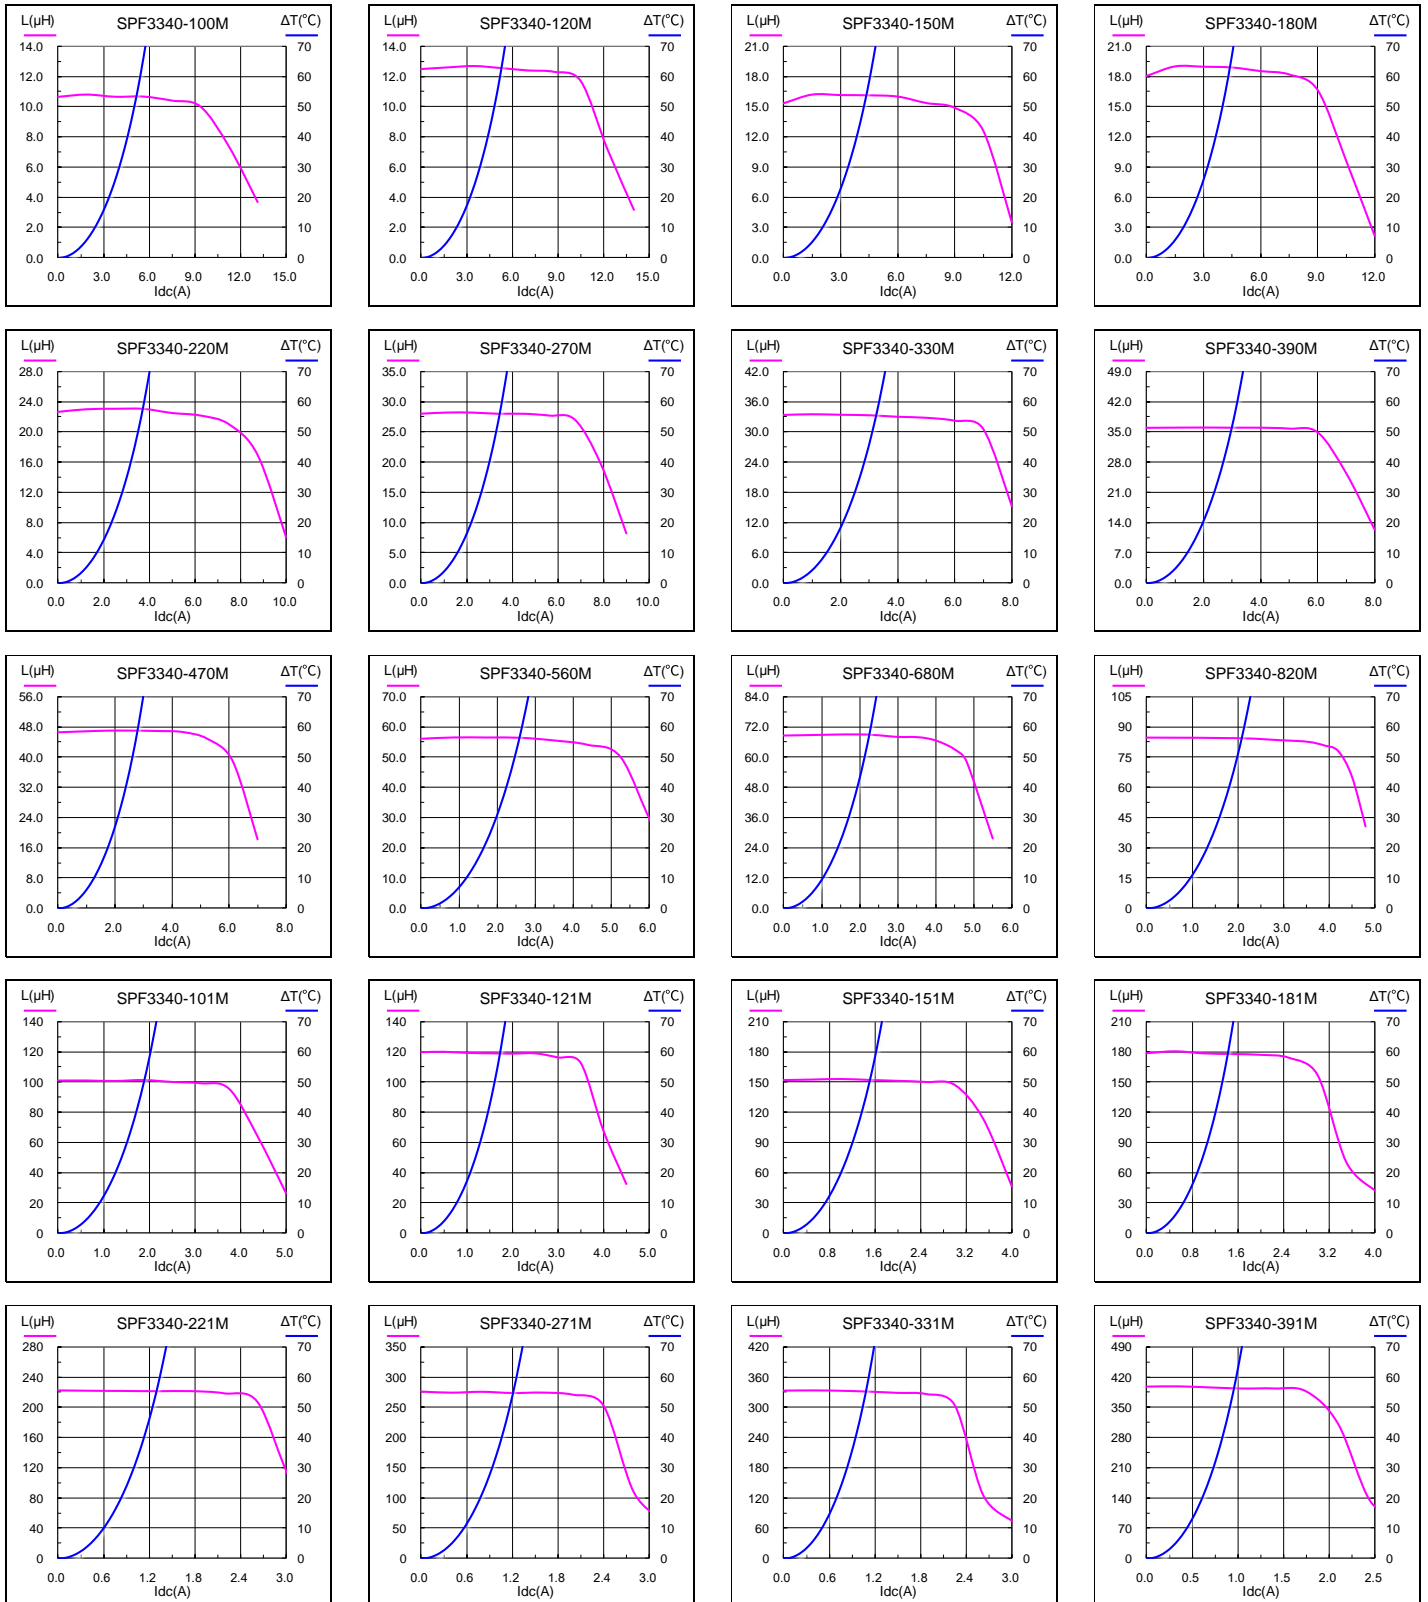 L(μH) SPF3340-100M ΔT(℃)
14.0 70
12.0 60
10.0 50
8.0 40
6.0 30
4.0 20
2.0 10
0.0 0
0.0 3.0 6.0 9.0 12.0 15.0
Idc(A)
L(μH) SPF3340-120M ΔT(℃)
14.0 70
12.0 60
10.0 50
8.0 40
6.0 30
4.0 20
2.0 10
0.0 0
0.0 3.0 6.0 9.0 12.0 15.0
Idc(A)
L(μH) SPF3340-150M ΔT(℃)
21.0 70
18.0 60
15.0 50
12.0 40
9.0 30
6.0 20
3.0 10
0.0 0
0.0 3.0 6.0 9.0 12.0
Idc(A)
L(μH) SPF3340-180M ΔT(℃)
21.0 70
18.0 60
15.0 50
12.0 40
9.0 30
6.0 20
3.0 10
0.0 0
0.0 3.0 6.0 9.0 12.0
Idc(A)
L(μH) SPF3340-220M ΔT(℃)
28.0 70
24.0 60
20.0 50
16.0 40
12.0 30
8.0 20
4.0 10
0.0 0
0.0 2.0 4.0 6.0 8.0 10.0
Idc(A)
L(μH) SPF3340-270M ΔT(℃)
35.0 70
30.0 60
25.0 50
20.0 40
15.0 30
10.0 20
5.0 10
0.0 0
0.0 2.0 4.0 6.0 8.0 10.0
Idc(A)
L(μH) SPF3340-330M ΔT(℃)
42.0 70
36.0 60
30.0 50
24.0 40
18.0 30
12.0 20
6.0 10
0.0 0
0.0 2.0 4.0 6.0 8.0
Idc(A)
L(μH) SPF3340-390M ΔT(℃)
49.0 70
42.0 60
35.0 50
28.0 40
21.0 30
14.0 20
7.0 10
0.0 0
0.0 2.0 4.0 6.0 8.0
Idc(A)
L(μH) SPF3340-470M ΔT(℃)
56.0 70
48.0 60
40.0 50
32.0 40
24.0 30
16.0 20
8.0 10
0.0 0
0.0 2.0 4.0 6.0 8.0
Idc(A)
L(μH) SPF3340-560M ΔT(℃)
70.0 70
60.0 60
50.0 50
40.0 40
30.0 30
20.0 20
10.0 10
0.0 0
0.0 1.0 2.0 3.0 4.0 5.0 6.0
Idc(A)
L(μH) SPF3340-680M ΔT(℃)
84.0 70
72.0 60
60.0 50
48.0 40
36.0 30
24.0 20
12.0 10
0.0 0
0.0 1.0 2.0 3.0 4.0 5.0 6.0
Idc(A)
L(μH) SPF3340-820M ΔT(℃)
105 70
90 60
75 50
60 40
45 30
30 20
15 10
0 0
0.0 1.0 2.0 3.0 4.0 5.0
Idc(A)
L(μH) SPF3340-101M ΔT(℃)
140 70
120 60
100 50
80 40
60 30
40 20
20 10
0 0
0.0 1.0 2.0 3.0 4.0 5.0
Idc(A)
L(μH) SPF3340-121M ΔT(℃)
140 70
120 60
100 50
80 40
60 30
40 20
20 10
0 0
0.0 1.0 2.0 3.0 4.0 5.0
Idc(A)
L(μH) SPF3340-151M ΔT(℃)
210 70
180 60
150 50
120 40
90 30
60 20
30 10
0 0
0.0 0.8 1.6 2.4 3.2 4.0
Idc(A)
L(μH) SPF3340-181M ΔT(℃)
210 70
180 60
150 50
120 40
90 30
60 20
30 10
0 0
0.0 0.8 1.6 2.4 3.2 4.0
Idc(A)
L(μH) SPF3340-221M ΔT(℃)
280 70
240 60
200 50
160 40
120 30
80 20
40 10
0 0
0.0 0.6 1.2 1.8 2.4 3.0
Idc(A)
L(μH) SPF3340-271M ΔT(℃)
350 70
300 60
250 50
200 40
150 30
100 20
50 10
0 0
0.0 0.6 1.2 1.8 2.4 3.0
Idc(A)
L(μH) SPF3340-331M ΔT(℃)
420 70
360 60
300 50
240 40
180 30
120 20
60 10
0 0
0.0 0.6 1.2 1.8 2.4 3.0
Idc(A)
L(μH) SPF3340-391M ΔT(℃)
490 70
420 60
350 50
280 40
210 30
140 20
70 10
0 0
0.0 0.5 1.0 1.5 2.0 2.5
Idc(A)